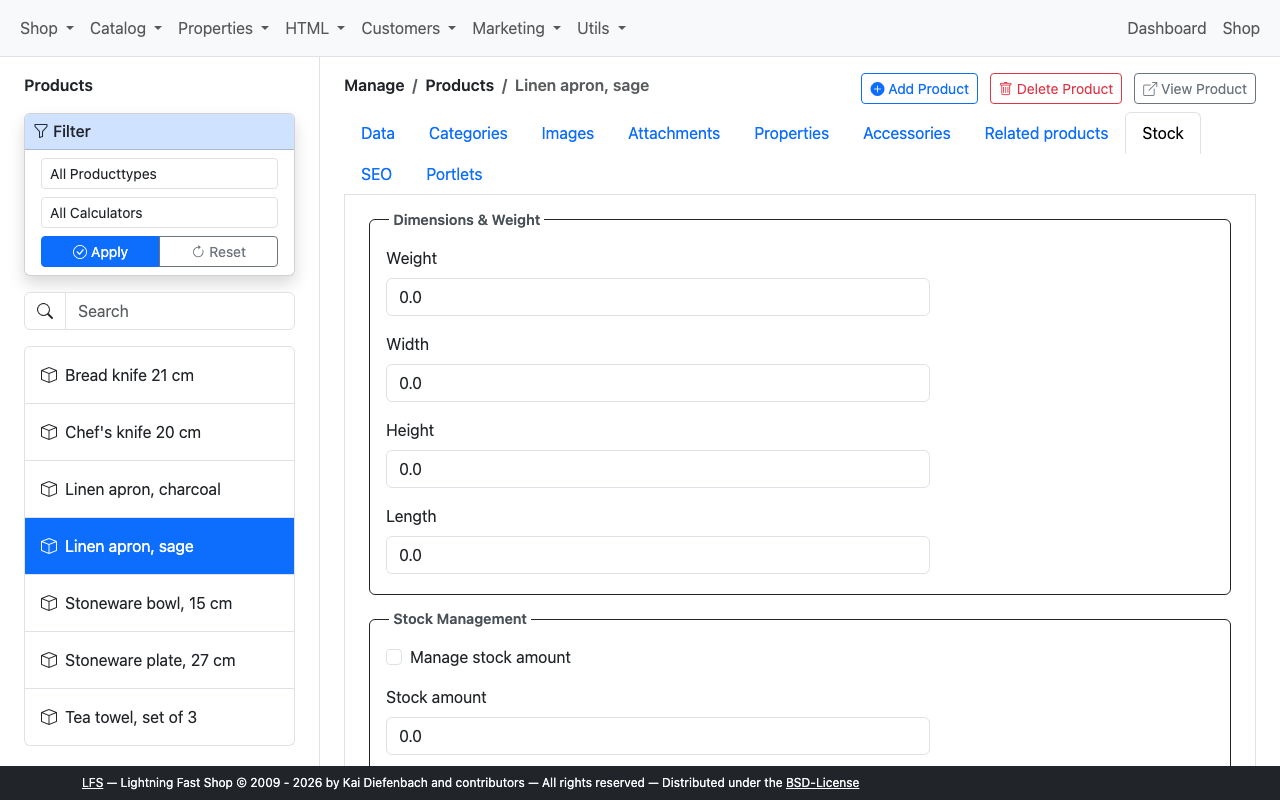 Shop Catalog Properties HTML Customers Marketing Utils Dashboard Shop
Products
Filter
All Producttypes
All Calculators
Apply Reset
Search
Bread knife 21 cm
Chef's knife 20 cm
Linen apron, charcoal
Linen apron, sage
Stoneware bowl, 15 cm
Stoneware plate, 27 cm
Tea towel, set of 3
Manage / Products / Linen apron, sage
Add Product Delete Product View Product
Data Categories Images Attachments Properties Accessories Related products Stock
SEO Portlets
Dimensions & Weight
Weight
0.0
Width
0.0
Height
0.0
Length
0.0
Stock Management
Manage stock amount
Stock amount
0.0
LFS — Lightning Fast Shop © 2009 - 2026 by Kai Diefenbach and contributors — All rights reserved — Distributed under the BSD-License